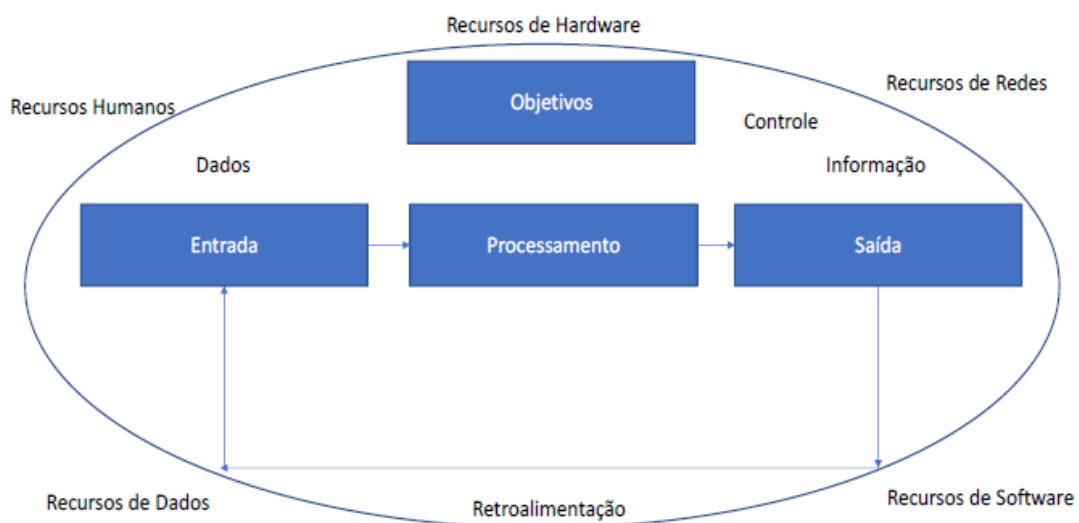 Recursos de Hardware
Recursos de Redes
Recursos Humanos
Objetivos
Controle
Dados
Informação
Entrada
Processamento
Saída
Recursos de Dados
Retroalimentação
Recursos de Software